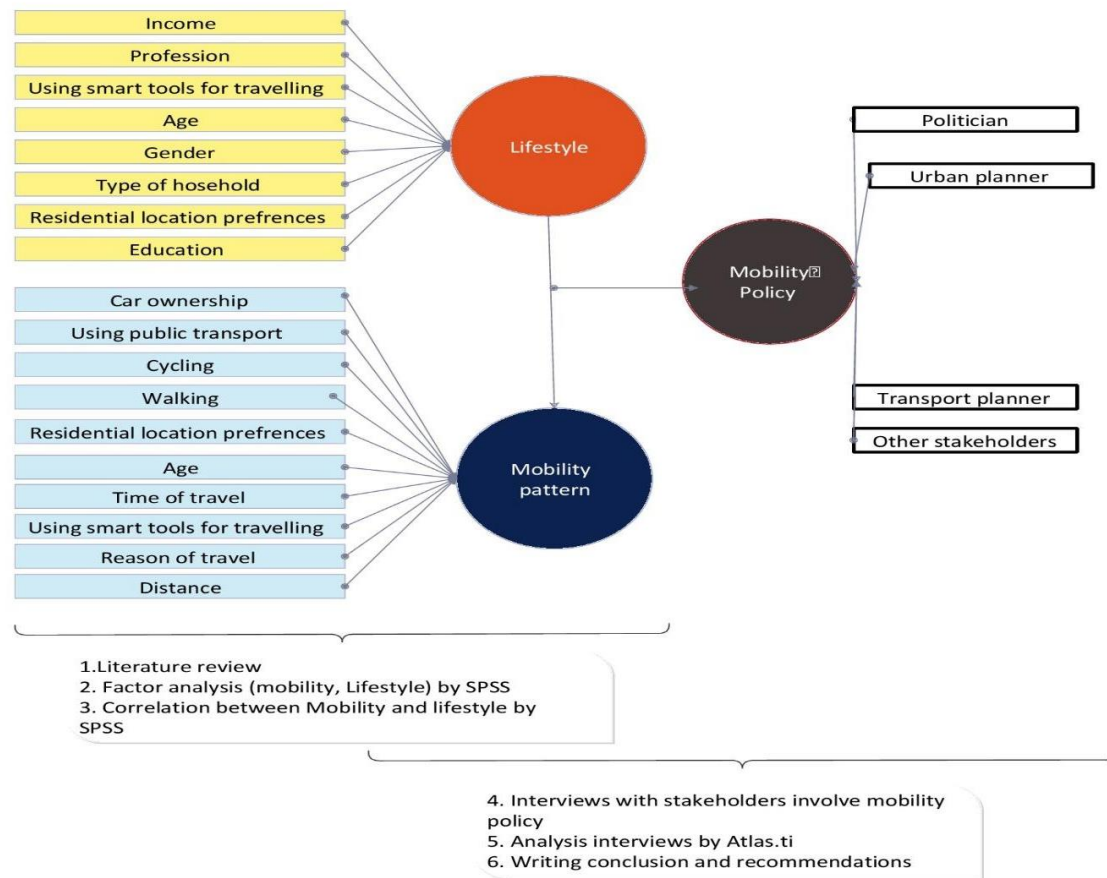 Income
Profession
Using smart tools for travelling
Age
Gender
Type of hosehold
Residential location prefrences
Education
Lifestyle
Car ownership
Using public transport
Cycling
Walking
Residential location prefrences
Age
Time of travel
Using smart tools for travelling
Reason of travel
Distance
Mobility
pattern
Mobility
Policy
Politician
Urban planner
Transport planner
Other stakeholders
1.Literature review
2. Factor analysis (mobility, Lifestyle) by SPSS
3. Correlation between Mobility and lifestyle by
SPSS
4. Interviews with stakeholders involve mobility
policy
5. Analysis interviews by Atlas.ti
6. Writing conclusion and recommendations